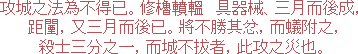 攻城之法為不得已。修櫓轒轀　具器械、三月而後成，
距闉，又三月而後已。將不勝其忿，而蟻附之，
殺士三分之一，而城不拔者，此攻之災也。